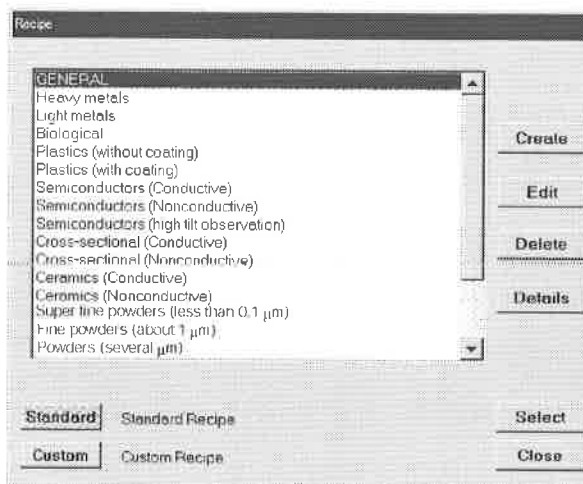 Recipe
GENERAL
Heavy metals
Light metals
Biological
Plastics (without coating)
Plastics (with coating)
Semiconductors (Conductive)
Semiconductors (Nonconductive)
Semiconductors (high tilt observation)
Cross-sectional (Conductive)
Cross-sectional (Nonconductive)
Ceramics (Conductive)
Ceramics (Nonconductive)
Super fine powders (less than 0.1 μm)
Fine powders (about 1 μm)
Powders (several μm)
Create
Edit
Delete
Details
Standard Standard Recipe
Custom Custom Recipe
Select
Close